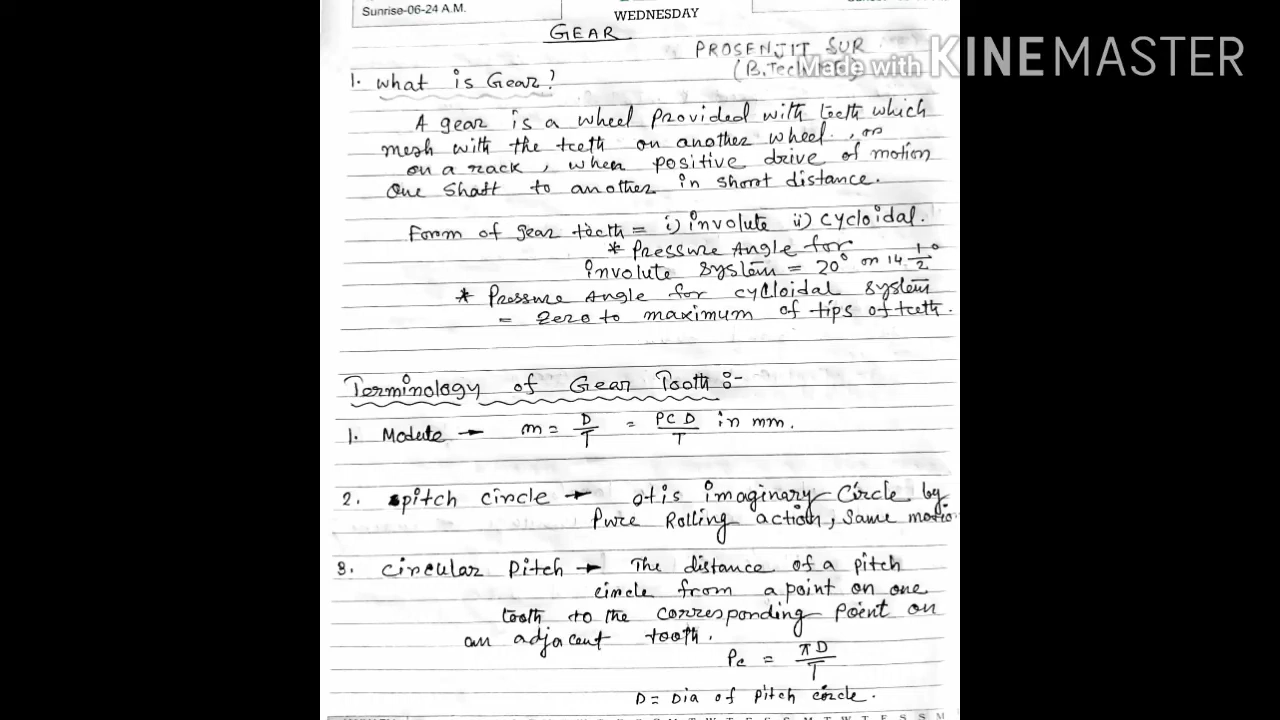 Sunrise-06-24 A.M.
WEDNESDAY
GEAR
PROSENJIT SUR
(B.Tec
Made with KINEMASTER
1. What is Gear?
A gear is a wheel provided with teeth which
mesh with the teeth on another wheel. or
on a rack, when positive drive of motion
one shaft to another in short distance.
Form of gear teeth = i) involute ii) cycloidal.
* Pressure Angle for
involute system = 20° or 14 1/2°
* Pressure Angle for cycloidal system
= zero to maximum of tips of teeth.
Terminology of Gear Tooth :-
1. Module → m = D/T = PCD/T in mm.
2. pitch circle → It is imaginary circle by
Pure Rolling action, same motio
3. Circular Pitch → The distance of a pitch
circle from a point on one
tooth to the corresponding point on
an adjacent tooth.
Pc = πD/T
D = Dia of pitch circle.